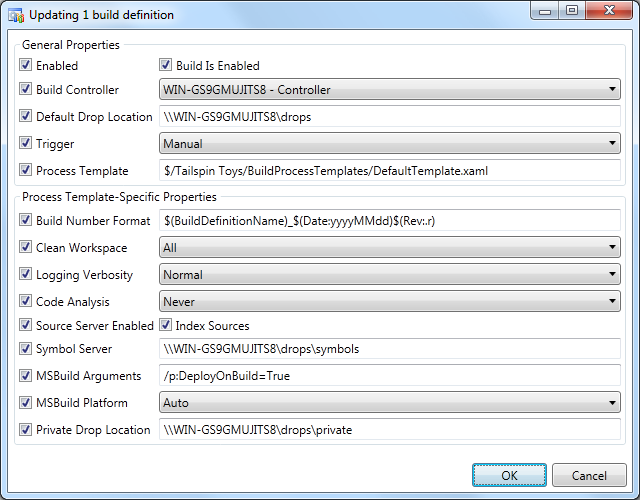 Updating 1 build definition
General Properties
Enabled Build Is Enabled
Build Controller WIN-GS9GMUJITS8 - Controller
Default Drop Location \\WIN-GS9GMUJITS8\drops
Trigger Manual
Process Template $/Tailspin Toys/BuildProcessTemplates/DefaultTemplate.xaml
Process Template-Specific Properties
Build Number Format $(BuildDefinitionName)_$(Date:yyyyMMdd)$(Rev:.r)
Clean Workspace All
Logging Verbosity Normal
Code Analysis Never
Source Server Enabled Index Sources
Symbol Server \\WIN-GS9GMUJITS8\drops\symbols
MSBuild Arguments /p:DeployOnBuild=True
MSBuild Platform Auto
Private Drop Location \\WIN-GS9GMUJITS8\drops\private
OK Cancel